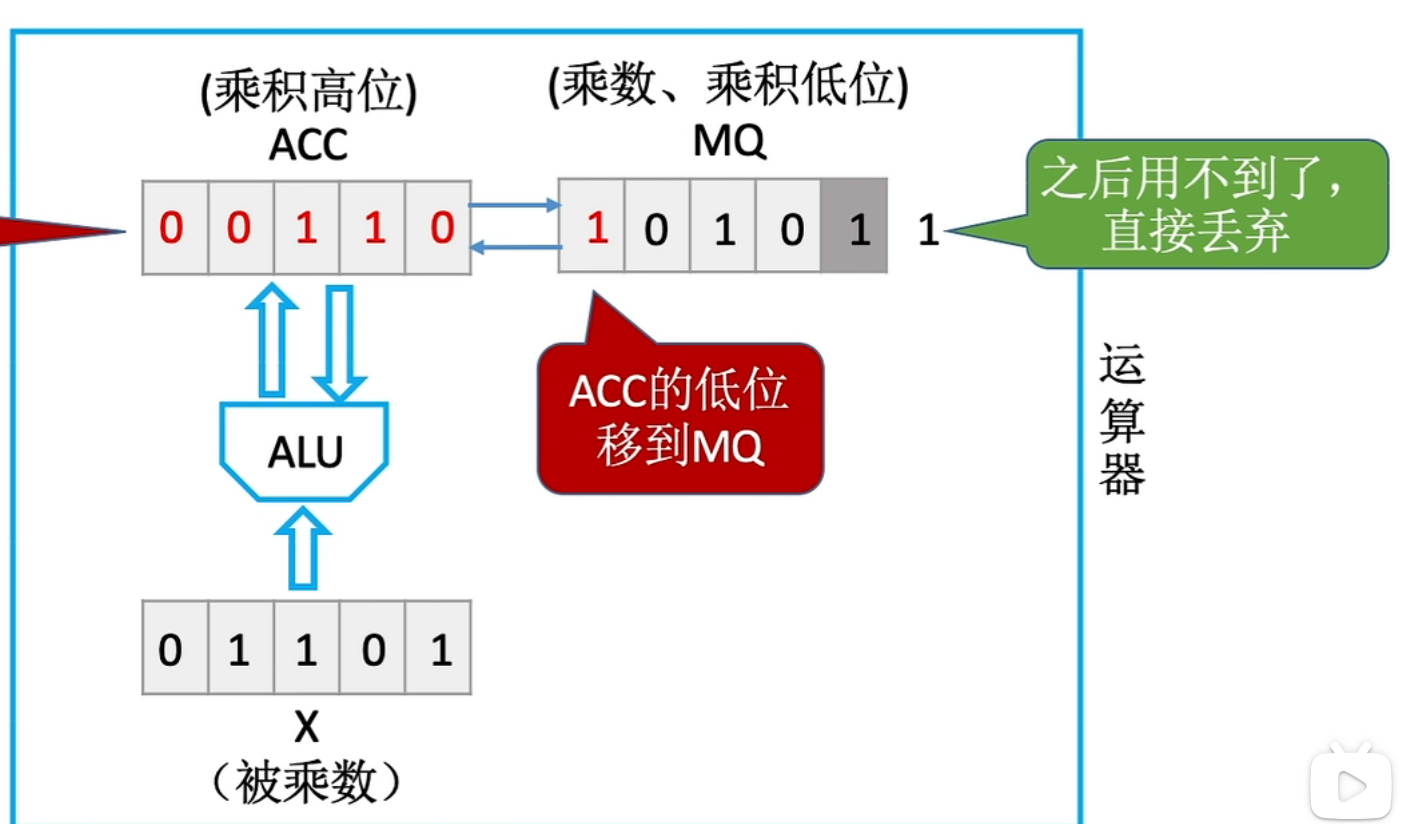 (乘积高位)
ACC
(乘数、乘积低位)
MQ
0 0 1 1 0
1 0 1 0 1 1
之后用不到了，
直接丢弃
ACC的低位
移到MQ
ALU
运
算
器
0 1 1 0 1
X
（被乘数）